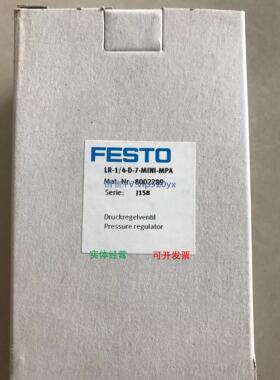 FESTO
LR-1/4-D-7-MINI-MPA
Mat.-Nr. 8002289
Serie: J158
Druckregelventil
Pressure regulator
实体经营 可开发票